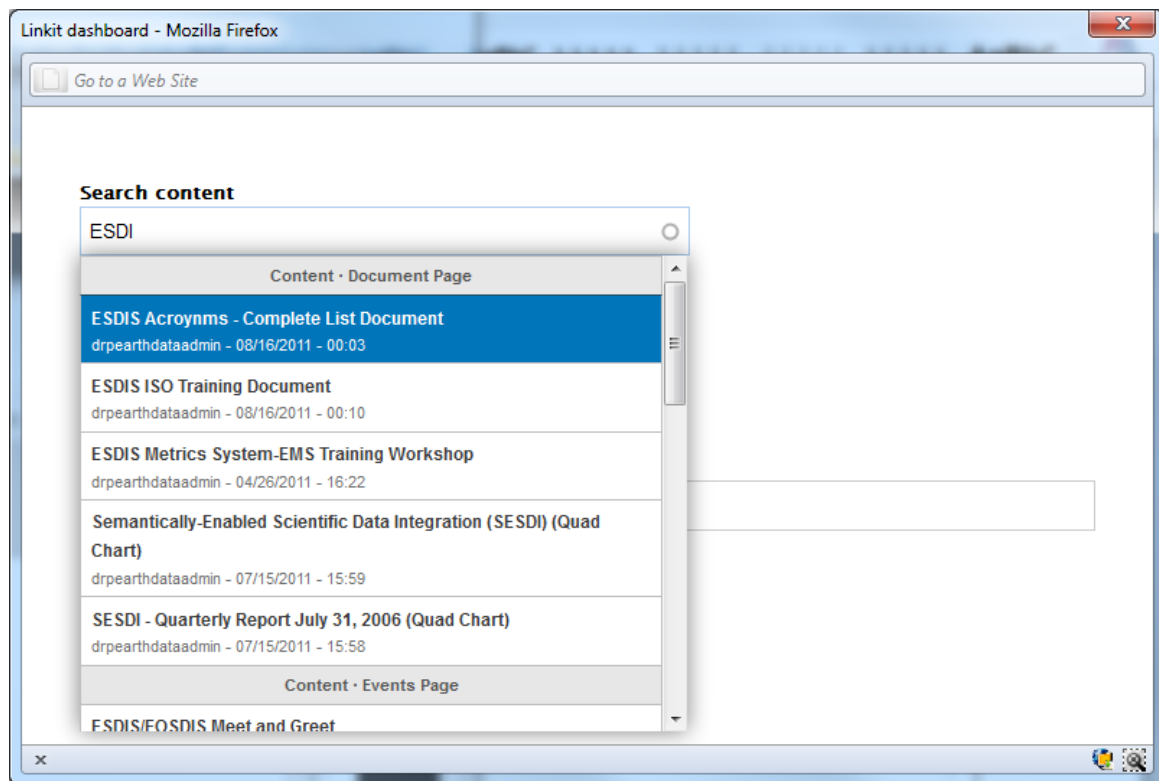 Linkit dashboard - Mozilla Firefox
Go to a Web Site
Search content
ESDI
Content · Document Page
ESDIS Acroynms - Complete List Document
drpearthdataadmin - 08/16/2011 - 00:03
ESDIS ISO Training Document
drpearthdataadmin - 08/16/2011 - 00:10
ESDIS Metrics System-EMS Training Workshop
drpearthdataadmin - 04/26/2011 - 16:22
Semantically-Enabled Scientific Data Integration (SESDI) (Quad
Chart)
drpearthdataadmin - 07/15/2011 - 15:59
SESDI - Quarterly Report July 31, 2006 (Quad Chart)
drpearthdataadmin - 07/15/2011 - 15:58
Content · Events Page
ESDIS/EOSDIS Meet and Greet